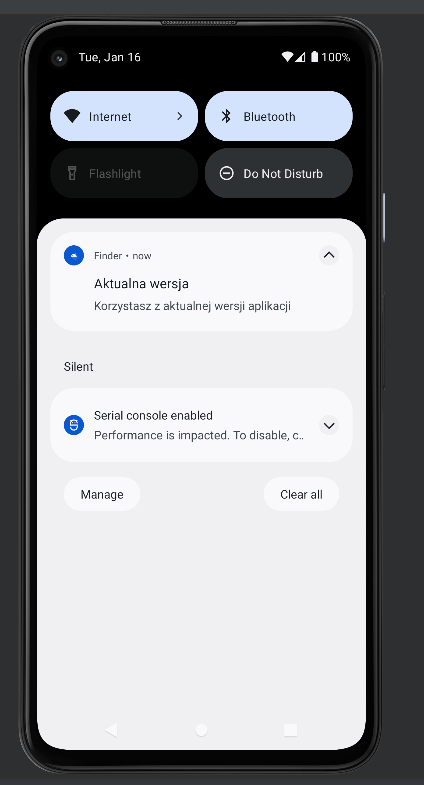 Tue, Jan 16
100%
Internet
Bluetooth
Flashlight
Do Not Disturb
Finder • now
Aktualna wersja
Korzystasz z aktualnej wersji aplikacji
Silent
Serial console enabled
Performance is impacted. To disable, c..
Manage
Clear all